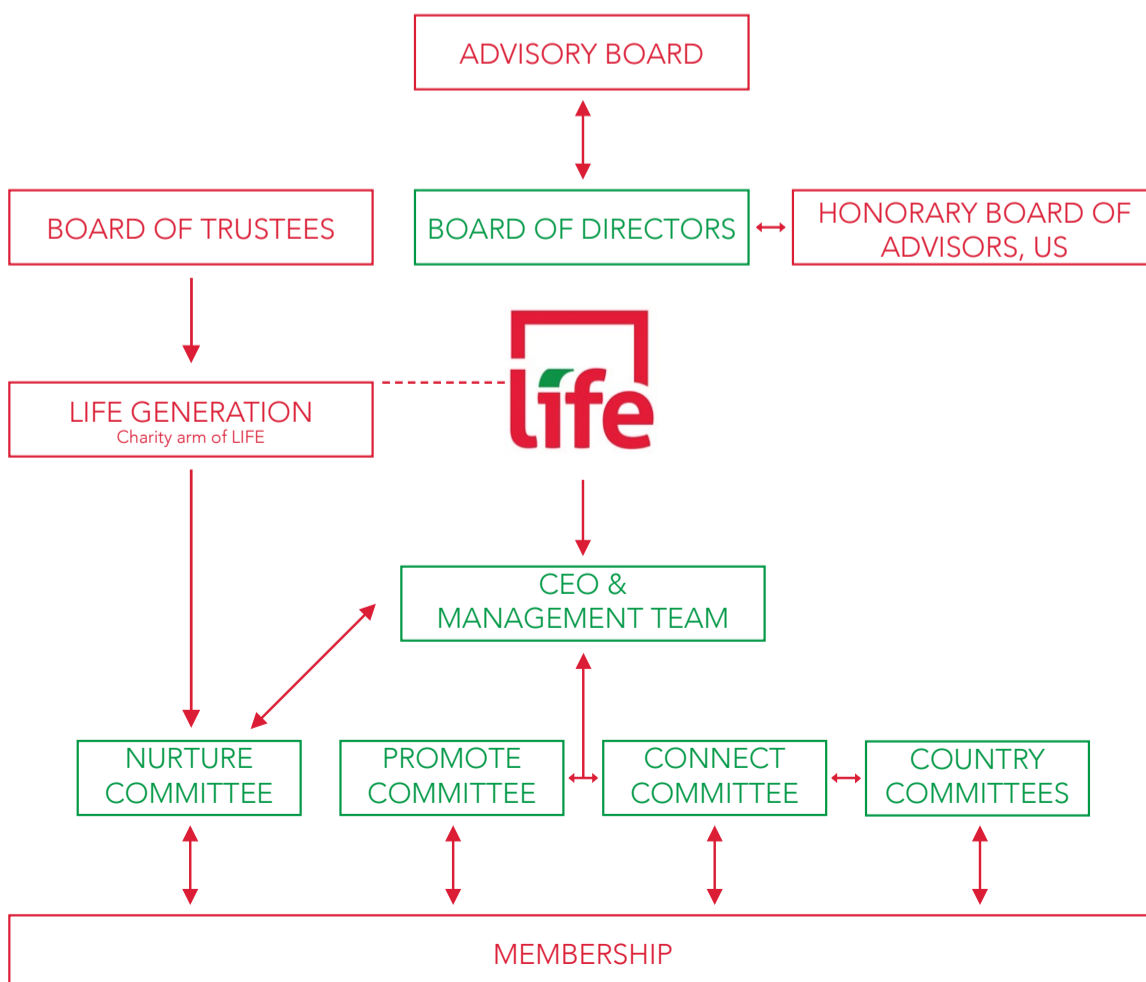 ADVISORY BOARD
BOARD OF TRUSTEES
BOARD OF DIRECTORS
HONORARY BOARD OF
ADVISORS, US
life
LIFE GENERATION
Charity arm of LIFE
CEO &
MANAGEMENT TEAM
NURTURE
COMMITTEE
PROMOTE
COMMITTEE
CONNECT
COMMITTEE
COUNTRY
COMMITTEES
MEMBERSHIP